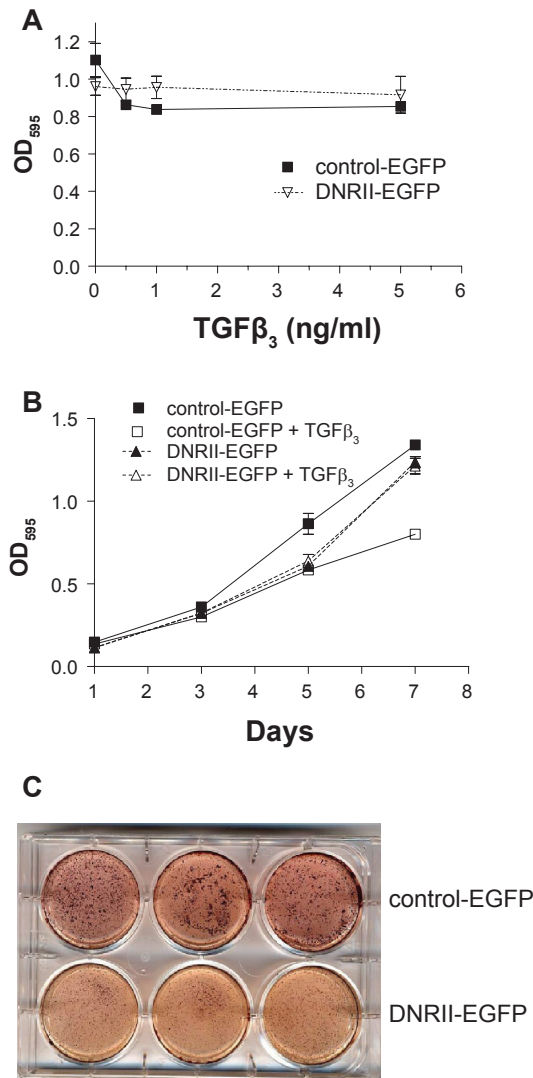 A
1.2
1.0
0.8
0.6
0.4
0.2
0.0
OD₅₉₅
control-EGFP
DNRII-EGFP
0 1 2 3 4 5 6
TGFβ₃ (ng/ml)
B
control-EGFP
control-EGFP + TGFβ₃
DNRII-EGFP
DNRII-EGFP + TGFβ₃
1.5
1.0
0.5
0.0
OD₅₉₅
1 2 3 4 5 6 7 8
Days
C
control-EGFP
DNRII-EGFP